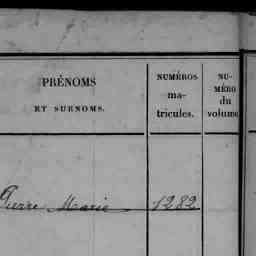 PRÉNOMS
ET SURNOMS.
NUMÉROS
ma-
tricules.
NU-
MÉRO
du
volume
Pierre Marie 1282